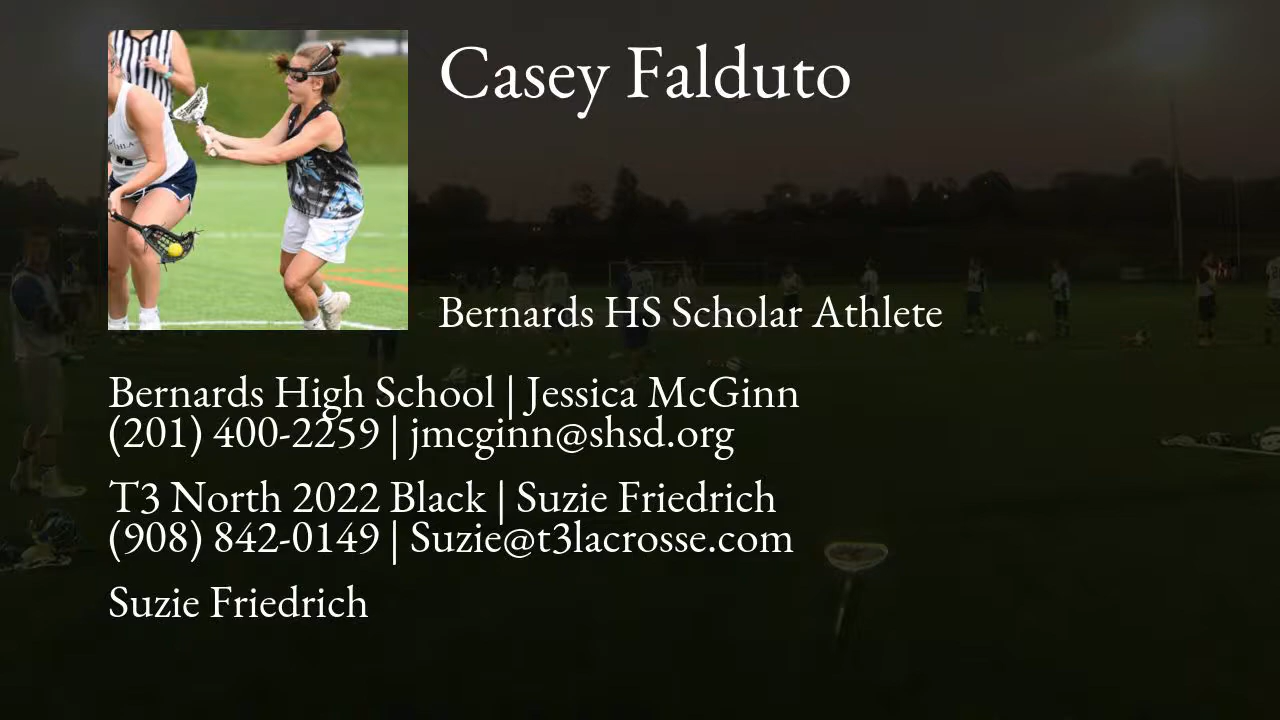 Casey Falduto
Bernards HS Scholar Athlete
Bernards High School | Jessica McGinn
(201) 400-2259 | jmcginn@shsd.org
T3 North 2022 Black | Suzie Friedrich
(908) 842-0149 | Suzie@t3lacrosse.com
Suzie Friedrich